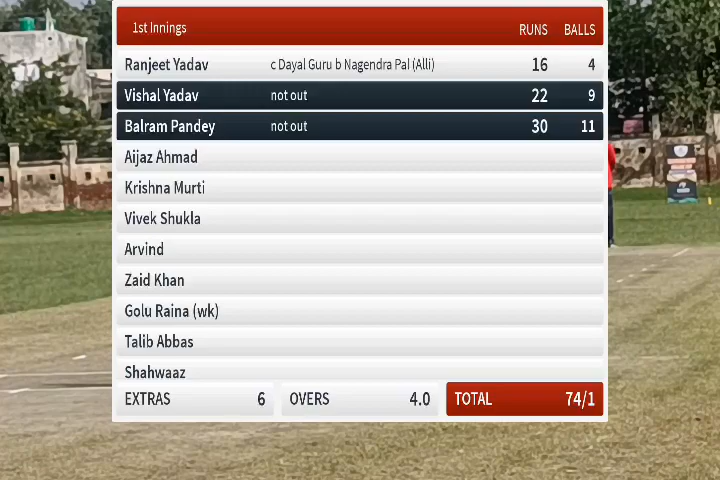 1st Innings RUNS BALLS
Ranjeet Yadav c Dayal Guru b Nagendra Pal (Alli) 16 4
Vishal Yadav not out 22 9
Balram Pandey not out 30 11
Aijaz Ahmad
Krishna Murti
Vivek Shukla
Arvind
Zaid Khan
Golu Raina (wk)
Talib Abbas
Shahwaaz
EXTRAS 6 OVERS 4.0 TOTAL 74/1